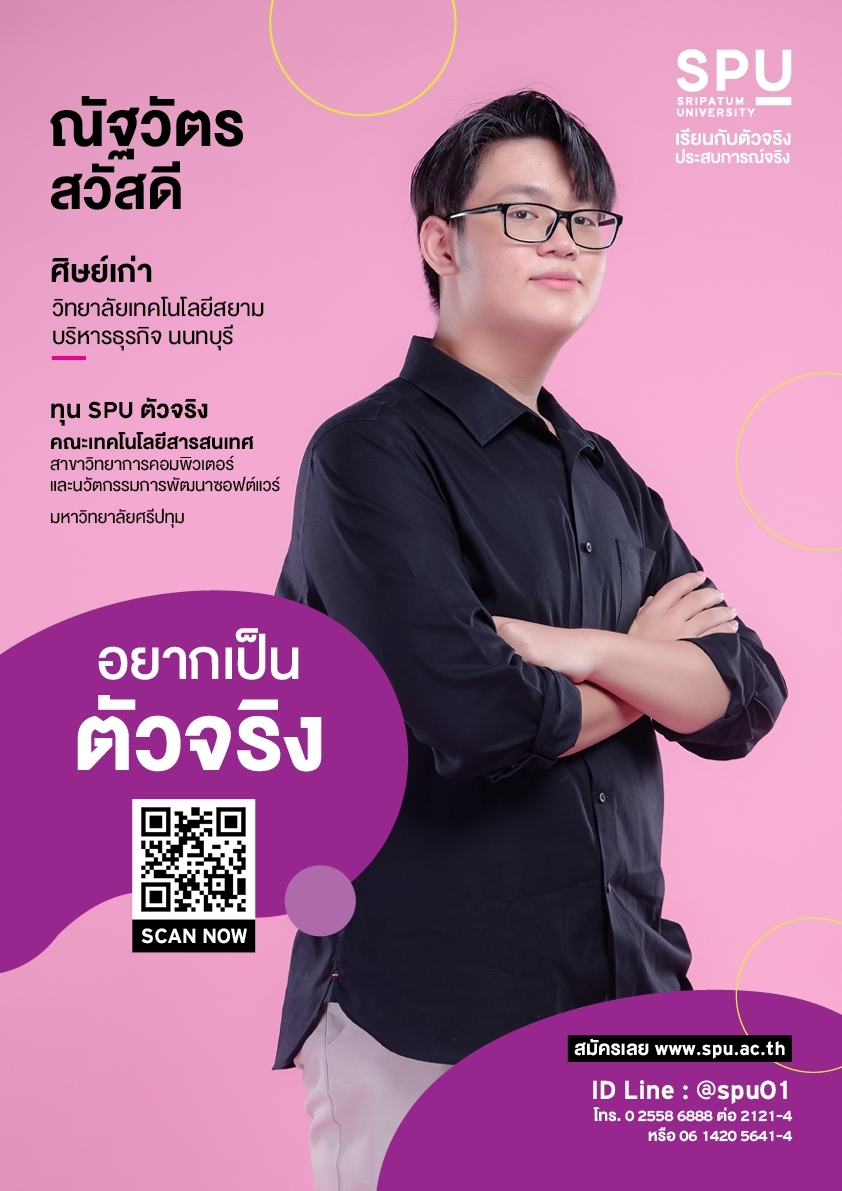 ณัฐวัตร
สวัสดี
ศิษย์เก่า
วิทยาลัยเทคโนโลยีสยาม
บริหารธุรกิจ นนทบุรี
ทุน SPU ตัวจริง
คณะเทคโนโลยีสารสนเทศ
สาขาวิทยาการคอมพิวเตอร์
และนวัตกรรมการพัฒนาซอฟต์แวร์
มหาวิทยาลัยศรีปทุม
SPU
SRIPATUM
UNIVERSITY
เรียนกับตัวจริง
ประสบการณ์จริง
อยากเป็น
ตัวจริง
SCAN NOW
สมัครเลย www.spu.ac.th
ID Line : @spu01
โทร. 0 2558 6888 ต่อ 2121-4
หรือ 06 1420 5641-4